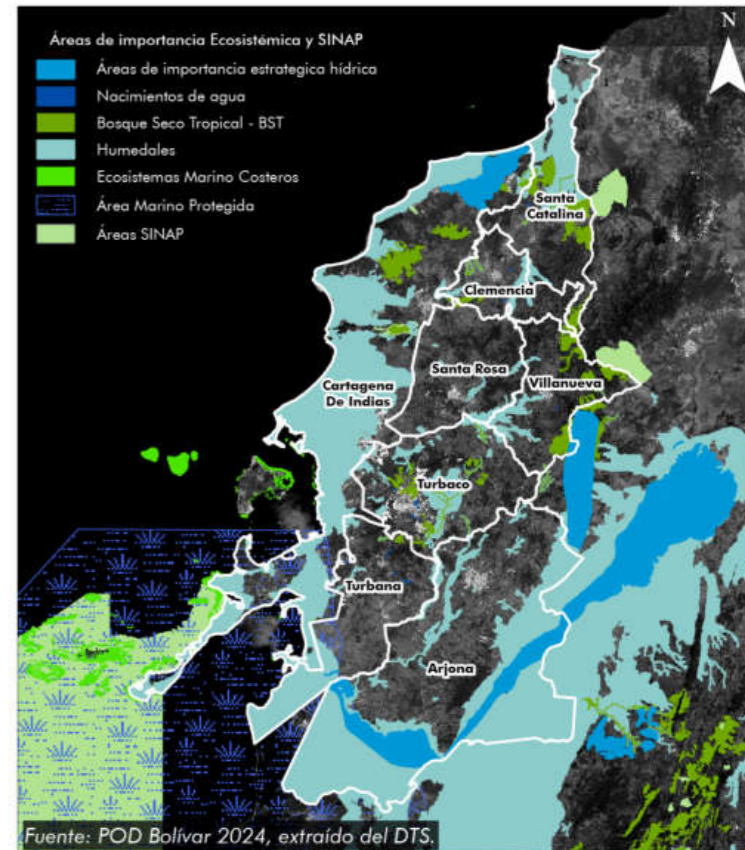 Áreas de importancia Ecosistémica y SINAP
Áreas de importancia estrategica hídrica
Nacimientos de agua
Bosque Seco Tropical - BST
Humedales
Ecosistemas Marino Costeros
Área Marino Protegida
Áreas SINAP
N
Santa
Catalina
Clemencia
Santa Rosa
Villanueva
Cartagena
De Indias
Turbaco
Turbana
Arjona
Fuente: POD Bolívar 2024, extraído del DTS.